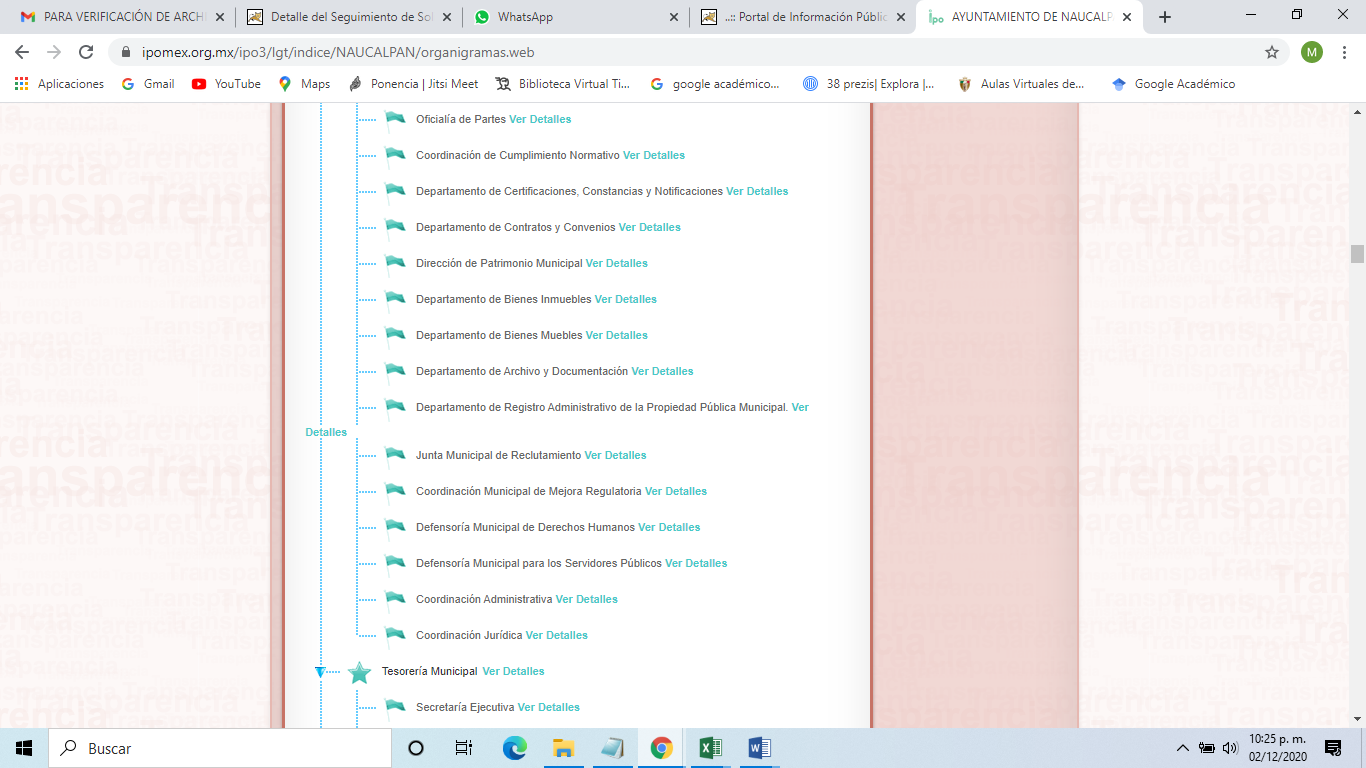 PARA VERIFICACIÓN DE ARCHI
Detalle del Seguimiento de Sol
WhatsApp
..:: Portal de Información Públic
ipo
AYUNTAMIENTO DE NAUCALP
ipomex.org.mx/ipo3/lgt/indice/NAUCALPAN/organigramas.web
M
Aplicaciones
Gmail
YouTube
Maps
Ponencia | Jitsi Meet
Biblioteca Virtual Ti...
google académico...
38 prezis| Explora |...
Aulas Virtuales de...
Google Académico
Oficialía de Partes Ver Detalles
Coordinación de Cumplimiento Normativo Ver Detalles
Departamento de Certificaciones, Constancias y Notificaciones Ver Detalles
Departamento de Contratos y Convenios Ver Detalles
Dirección de Patrimonio Municipal Ver Detalles
Departamento de Bienes Inmuebles Ver Detalles
Departamento de Bienes Muebles Ver Detalles
Departamento de Archivo y Documentación Ver Detalles
Departamento de Registro Administrativo de la Propiedad Pública Municipal. Ver
Detalles
Junta Municipal de Reclutamiento Ver Detalles
Coordinación Municipal de Mejora Regulatoria Ver Detalles
Defensoría Municipal de Derechos Humanos Ver Detalles
Defensoría Municipal para los Servidores Públicos Ver Detalles
Coordinación Administrativa Ver Detalles
Coordinación Jurídica Ver Detalles
Tesorería Municipal Ver Detalles
Secretaría Ejecutiva Ver Detalles
Transparencia
Buscar
10:25 p. m.
02/12/2020